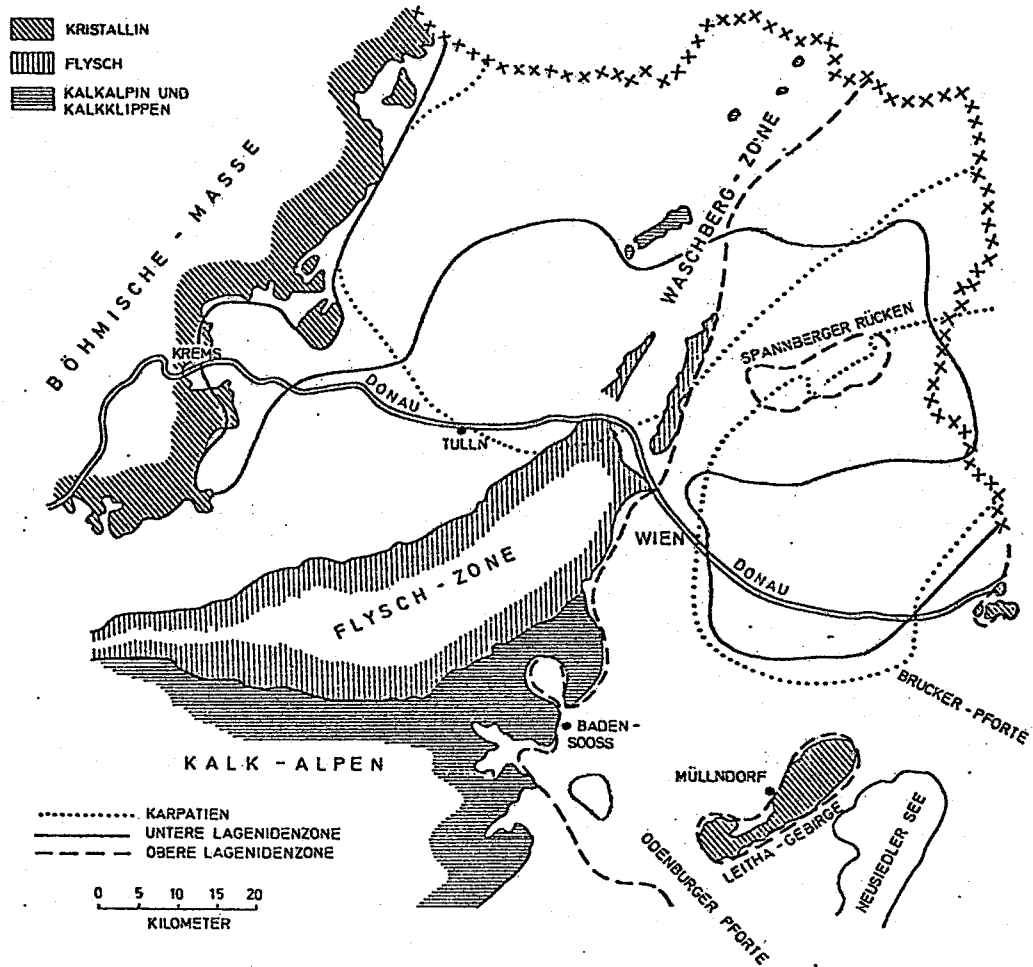 KRISTALLIN
FLYSCH
KALKALPIN UND
KALKKLIPPEN
BÖHMISCHE - MASSE
WASCHBERG - ZONE
SPANNBERGER RÜCKEN
KREMS
DONAU
TULLN
WIEN
DONAU
FLYSCH - ZONE
BRUCKER - PFORTE
BADEN-
SOOSS
KALK - ALPEN
MÜLLNDORF
LEITHA - GEBIRGE
NEUSIEDLER SEE
ÖDENBURGER PFORTE
KARPATIEN
UNTERE LAGENIDENZONE
OBERE LAGENIDENZONE
0 5 10 15 20
KILOMETER